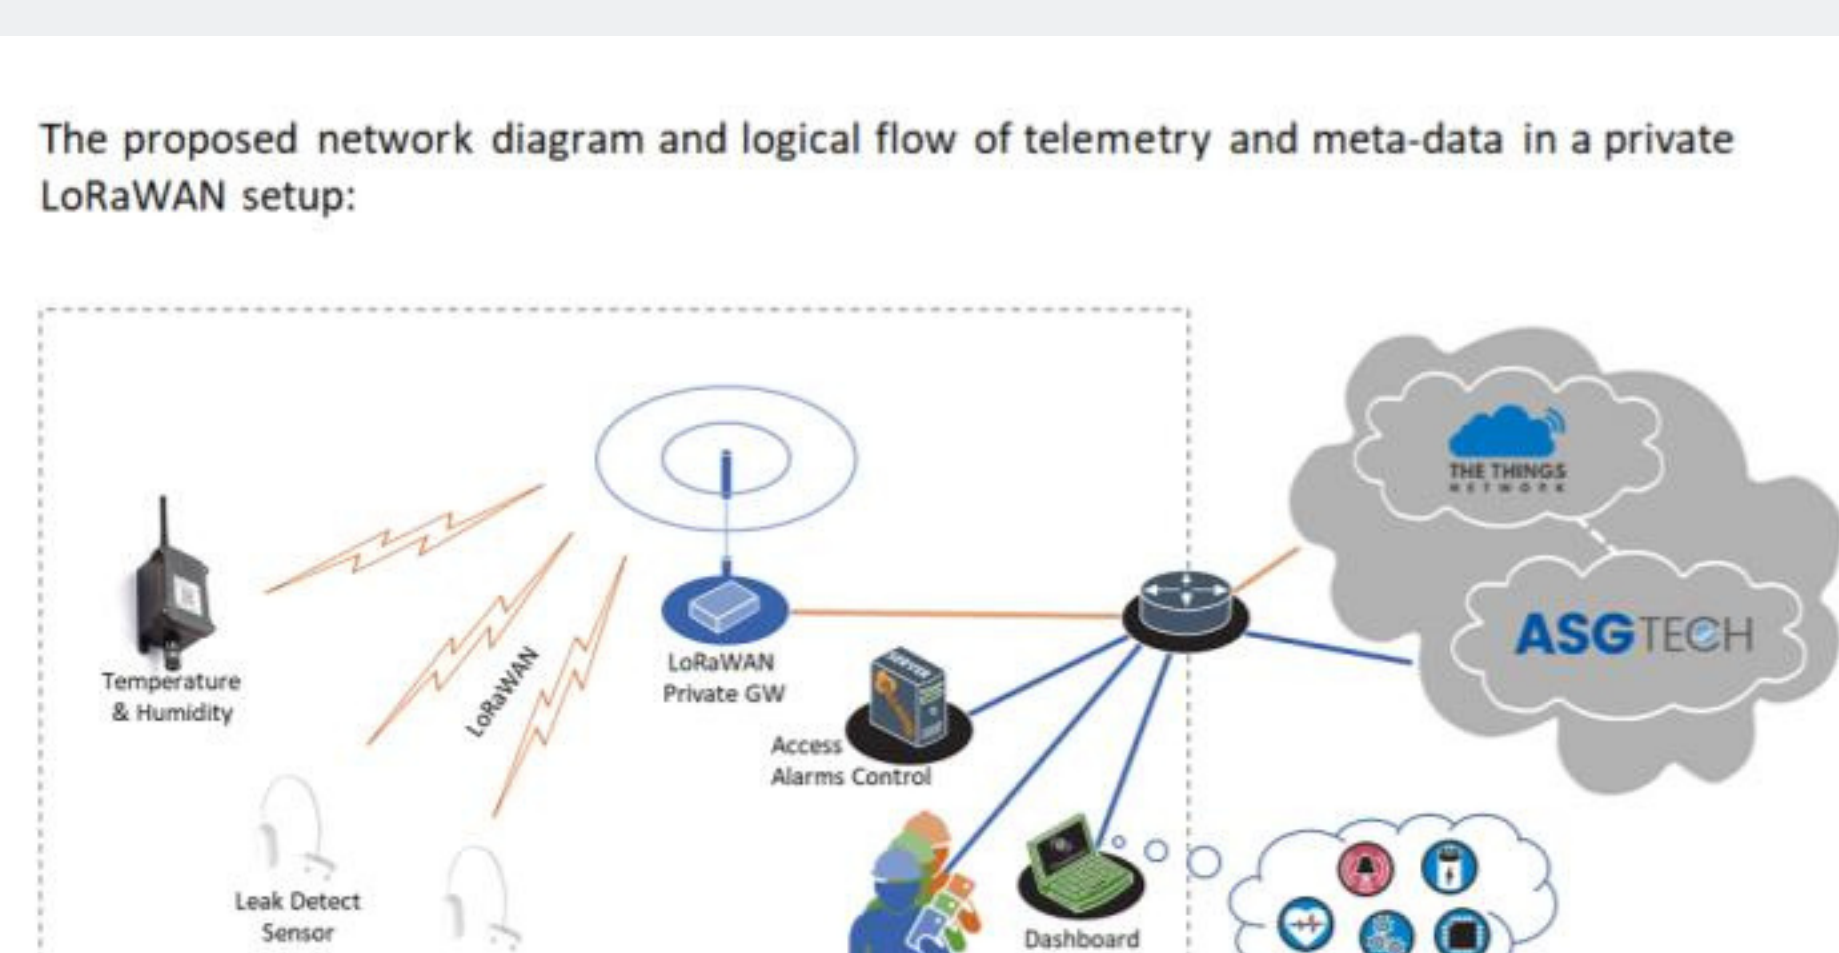 The proposed network diagram and logical flow of telemetry and meta-data in a private
LoRaWAN setup:
THE THINGS
NETWORK
ASGTECH
LoRaWAN
LoRaWAN
Private GW
SERVER
Temperature
& Humidity
Access
Alarms Control
Leak Detect
Sensor
Dashboard